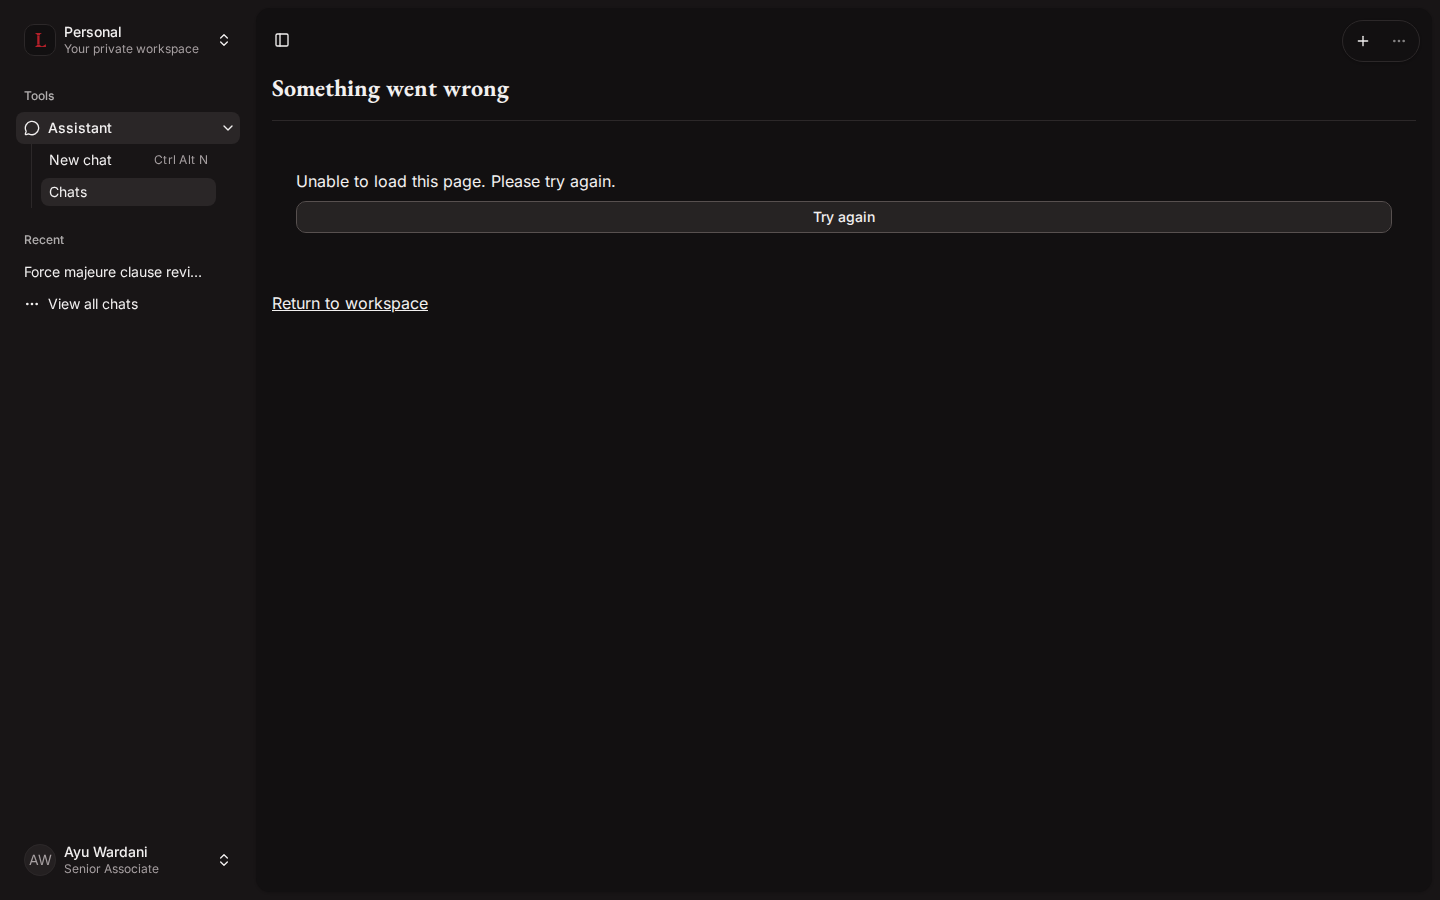 L
Personal
Your private workspace
Tools
Assistant
New chat Ctrl Alt N
Chats
Recent
Force majeure clause revi...
View all chats
AW
Ayu Wardani
Senior Associate
Something went wrong
Unable to load this page. Please try again.
Try again
Return to workspace